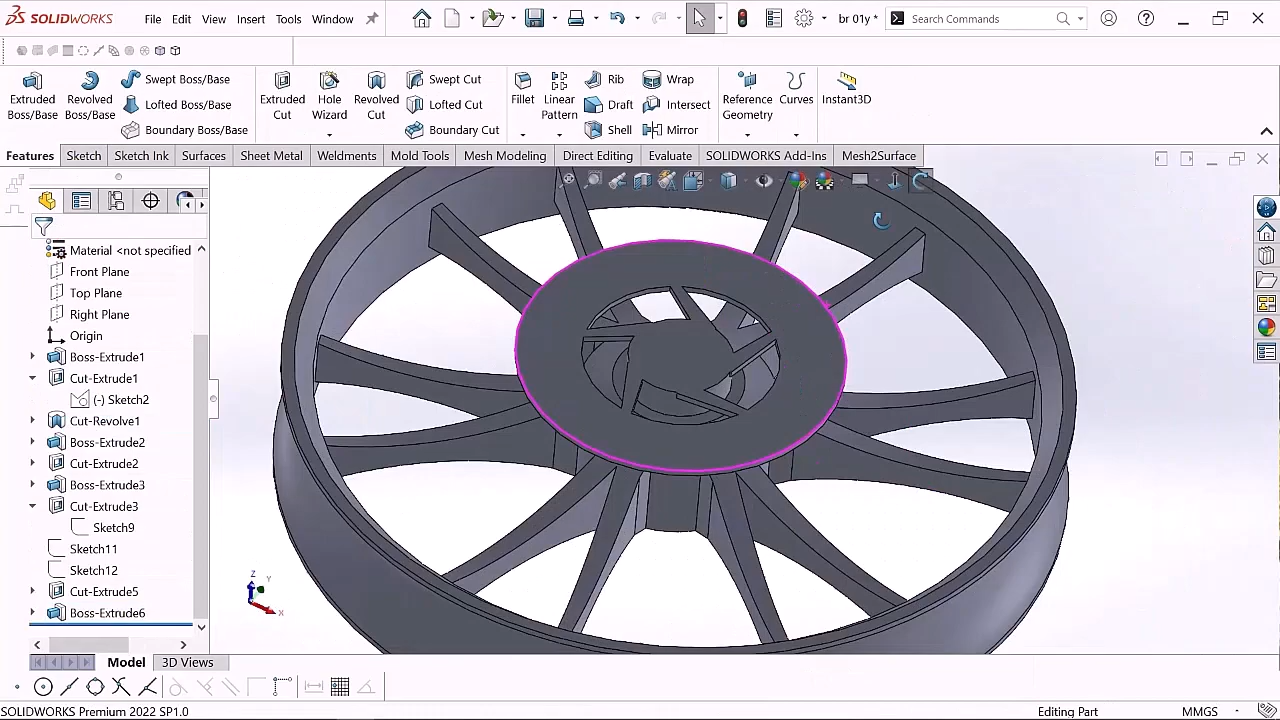 SOLIDWORKS File Edit View Insert Tools Window br 01y * Search Commands
Extruded Boss/Base
Revolved Boss/Base
Swept Boss/Base
Lofted Boss/Base
Boundary Boss/Base
Extruded Cut
Hole Wizard
Revolved Cut
Swept Cut
Lofted Cut
Boundary Cut
Fillet
Linear Pattern
Rib
Draft
Shell
Wrap
Intersect
Mirror
Reference Geometry
Curves
Instant3D
Features Sketch Sketch Ink Surfaces Sheet Metal Weldments Mold Tools Mesh Modeling Direct Editing Evaluate SOLIDWORKS Add-Ins Mesh2Surface
Material <not specified
Front Plane
Top Plane
Right Plane
Origin
Boss-Extrude1
Cut-Extrude1
(-) Sketch2
Cut-Revolve1
Boss-Extrude2
Cut-Extrude2
Boss-Extrude3
Cut-Extrude3
Sketch9
Sketch11
Sketch12
Cut-Extrude5
Boss-Extrude6
Z
Y
X
Model 3D Views
SOLIDWORKS Premium 2022 SP1.0 Editing Part MMGS -